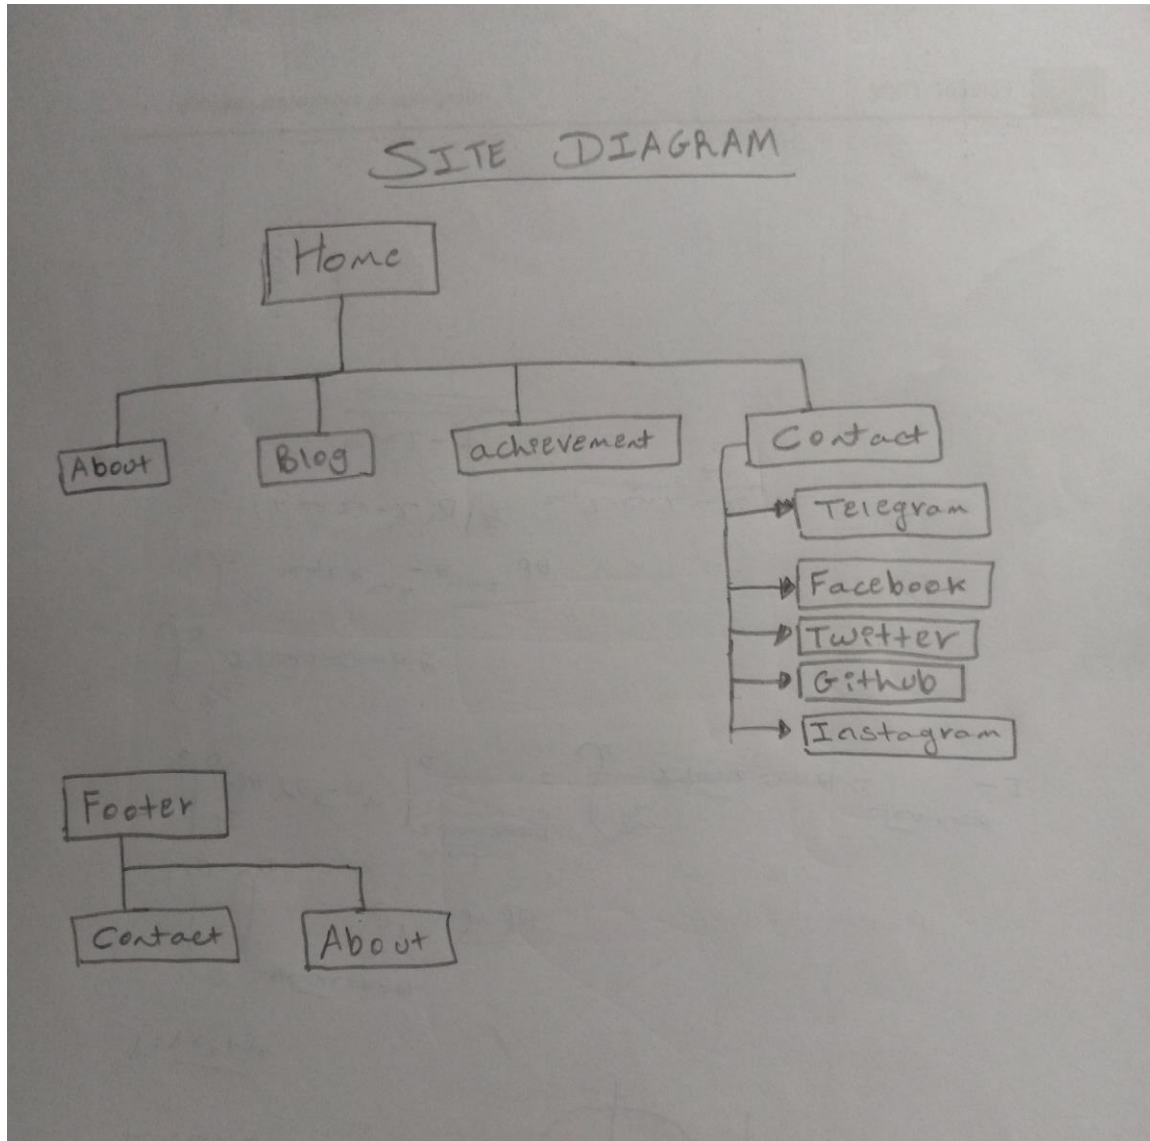 SITE DIAGRAM
Home
About
Blog
achievement
Contact
Telegram
Facebook
Twitter
Github
Instagram
Footer
Contact
About